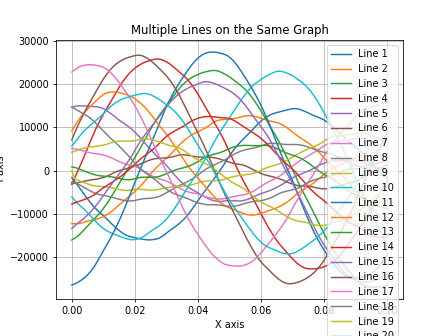 Multiple Lines on the Same Graph
30000
20000
10000
0
−10000
−20000
0.00
0.02
0.04
0.06
0.08
X axis
Line 1
Line 2
Line 3
Line 4
Line 5
Line 6
Line 7
Line 8
Line 9
Line 10
Line 11
Line 12
Line 13
Line 14
Line 15
Line 16
Line 17
Line 18
Line 19